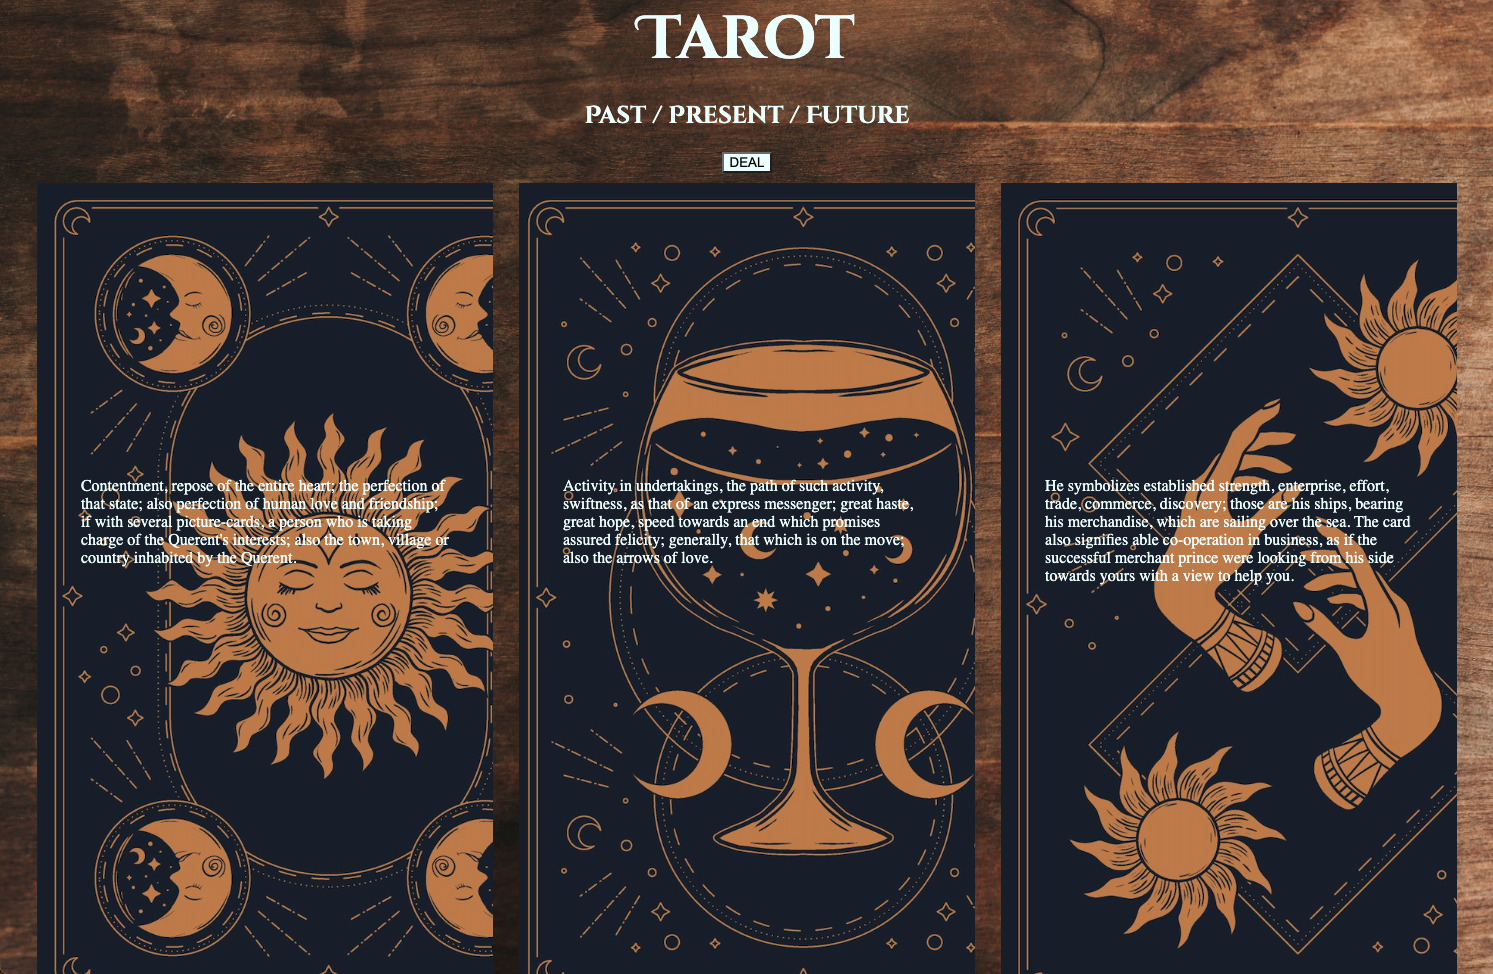 Tarot
Past / Present / Future
DEAL
Contentment, repose of the entire heart; the perfection of
that state; also perfection of human love and friendship;
if with several picture-cards, a person who is taking
charge of the Querent's interests; also the town, village or
country inhabited by the Querent.
Activity in undertakings, the path of such activity,
swiftness, as that of an express messenger; great haste,
great hope, speed towards an end which promises
assured felicity; generally, that which is on the move;
also the arrows of love.
He symbolizes established strength, enterprise, effort,
trade, commerce, discovery; those are his ships, bearing
his merchandise, which are sailing over the sea. The card
also signifies able co-operation in business, as if the
successful merchant prince were looking from his side
towards yours with a view to help you.